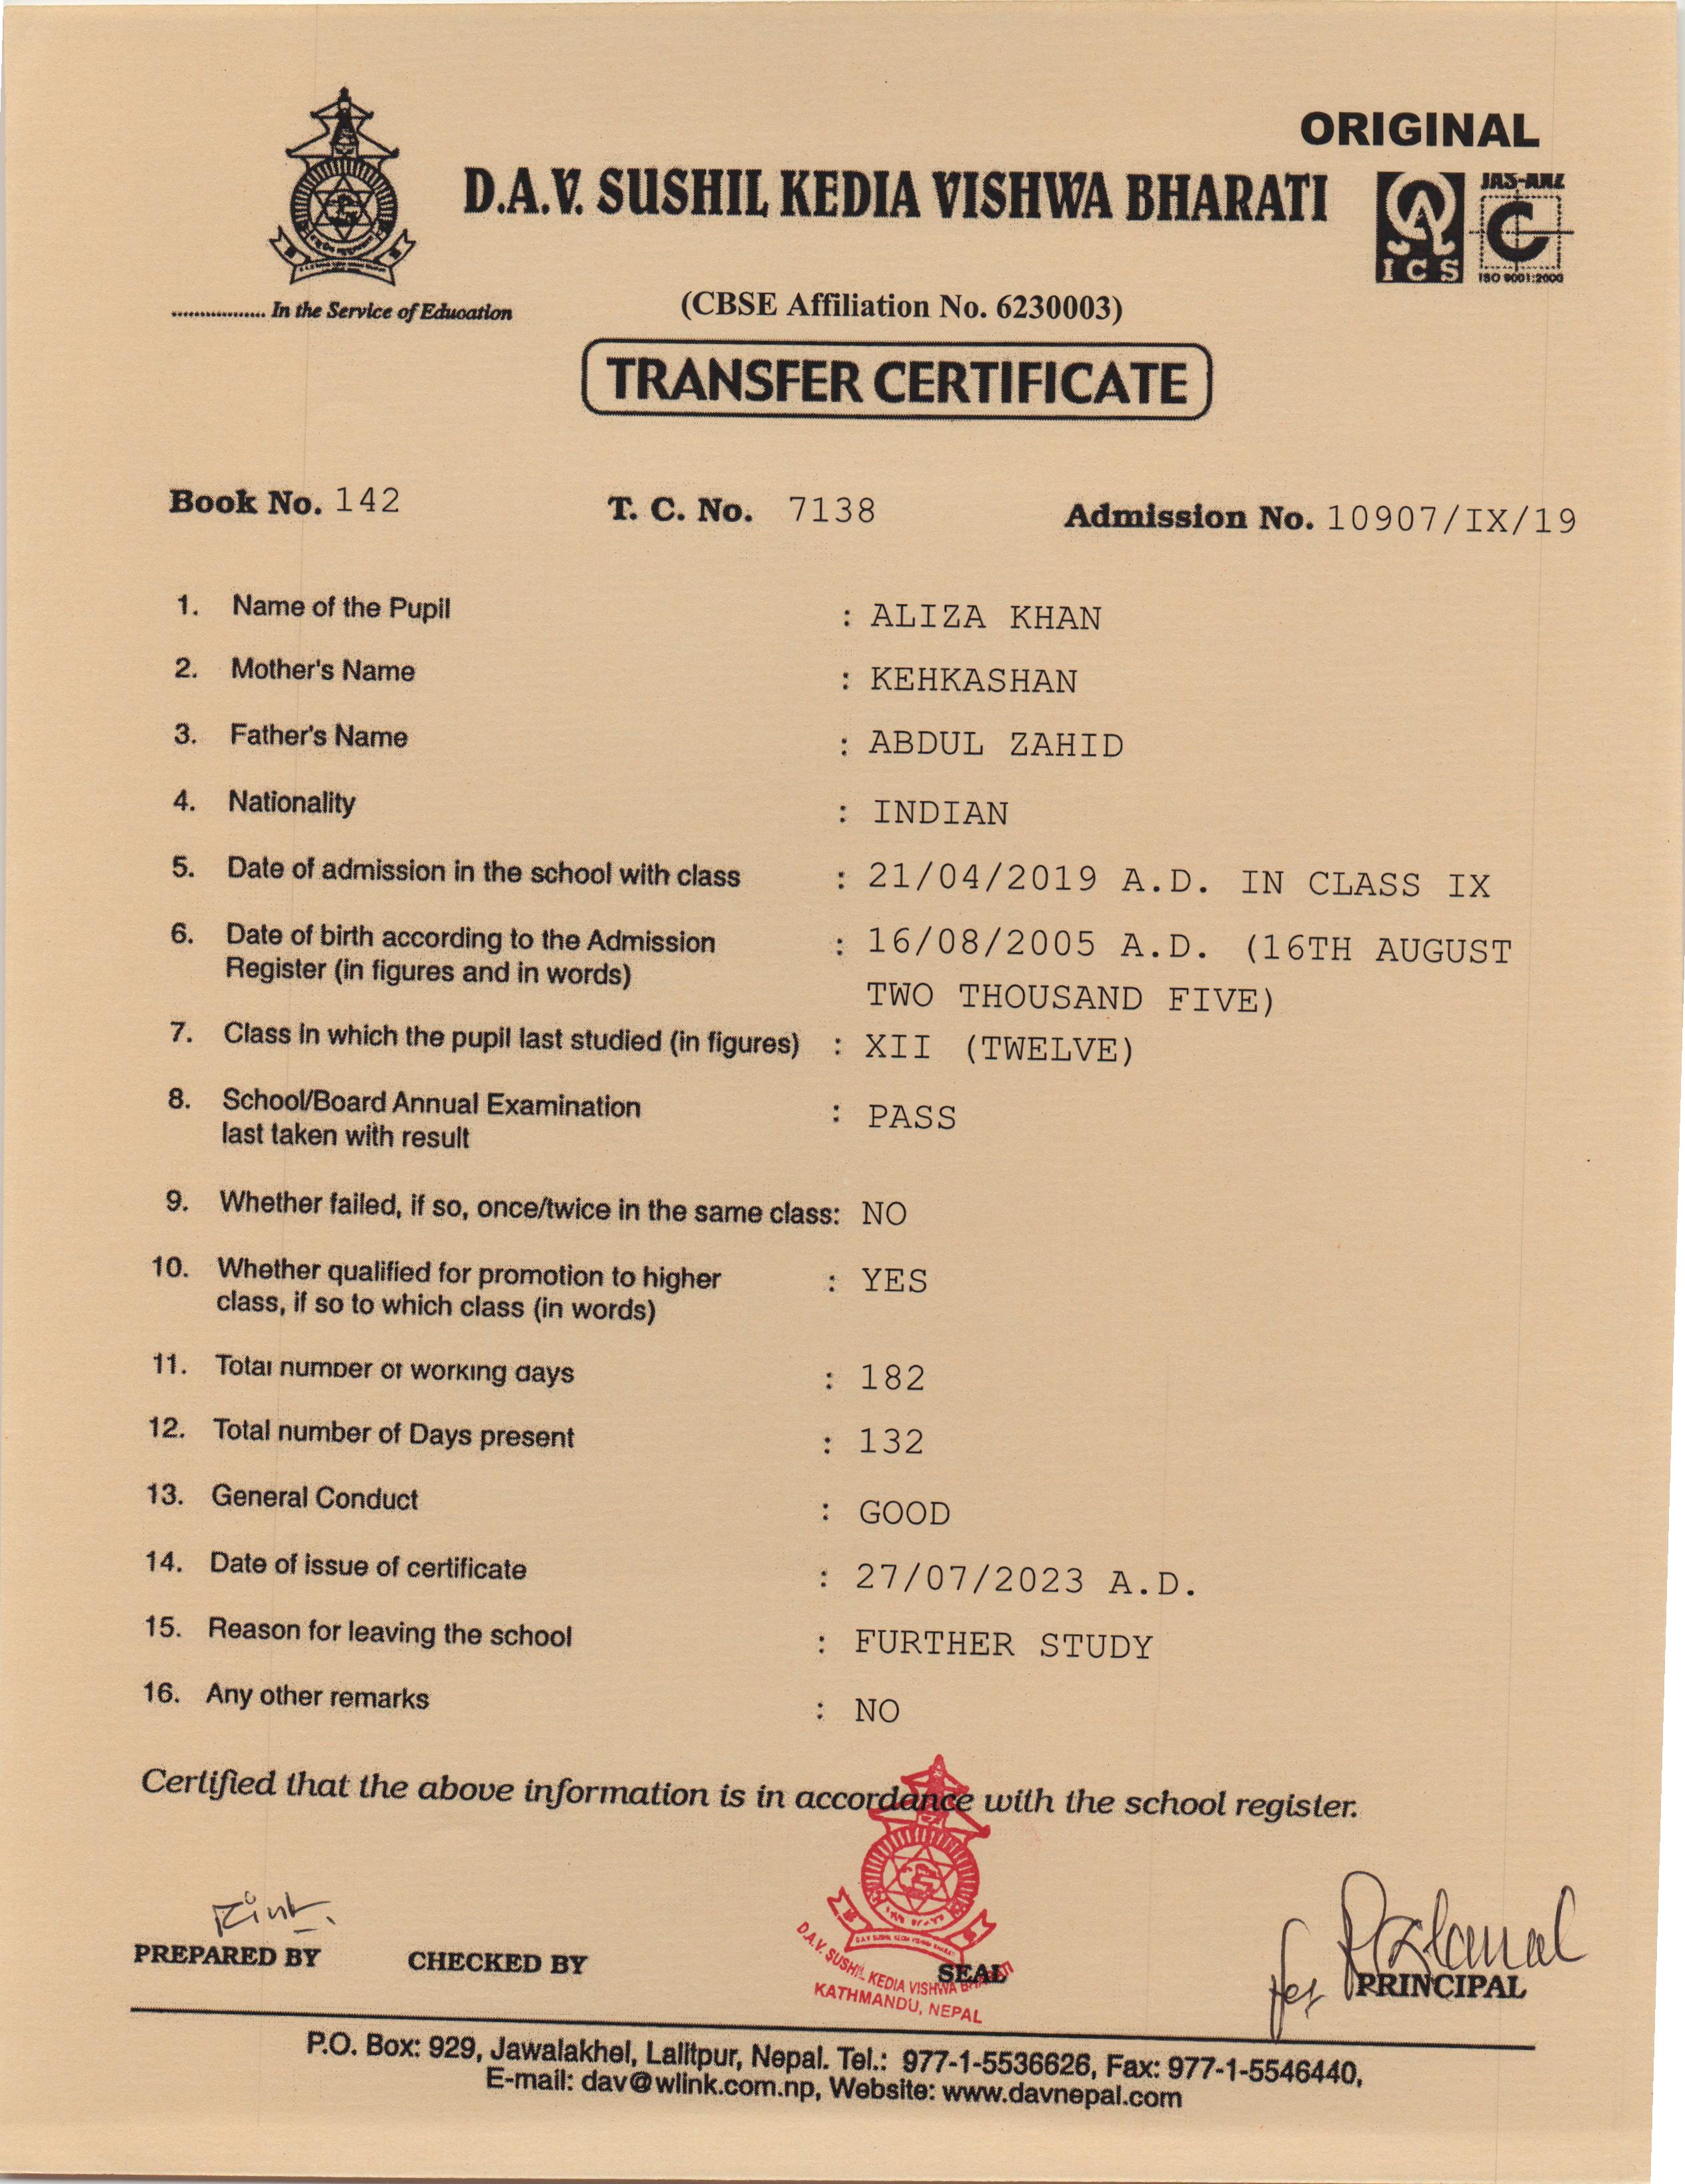 ORIGINAL
D.A.V. SUSHIL KEDIA VISHWA BHARATI
JAS-ANZ
ICS
ISO 9001:2000
.................. In the Service of Education
(CBSE Affiliation No. 6230003)
TRANSFER CERTIFICATE
Book No. 142 T. C. No. 7138 Admission No. 10907/IX/19
1. Name of the Pupil : ALIZA KHAN
2. Mother's Name : KEHKASHAN
3. Father's Name : ABDUL ZAHID
4. Nationality : INDIAN
5. Date of admission in the school with class : 21/04/2019 A.D. IN CLASS IX
6. Date of birth according to the Admission : 16/08/2005 A.D. (16TH AUGUST
Register (in figures and in words)
TWO THOUSAND FIVE)
7. Class in which the pupil last studied (in figures) : XII (TWELVE)
8. School/Board Annual Examination : PASS
last taken with result
9. Whether failed, if so, once/twice in the same class: NO
10. Whether qualified for promotion to higher : YES
class, if so to which class (in words)
11. Total number of working days : 182
12. Total number of Days present : 132
13. General Conduct : GOOD
14. Date of issue of certificate : 27/07/2023 A.D.
15. Reason for leaving the school : FURTHER STUDY
16. Any other remarks : NO
Certified that the above information is in accordance with the school register.
PREPARED BY CHECKED BY SEAL for PRINCIPAL
D.A.V. SUSHIL KEDIA VISHWA BHARATI
KATHMANDU, NEPAL
P.O. Box: 929, Jawalakhel, Lalitpur, Nepal. Tel.: 977-1-5536626, Fax: 977-1-5546440,
E-mail: dav@wlink.com.np, Website: www.davnepal.com